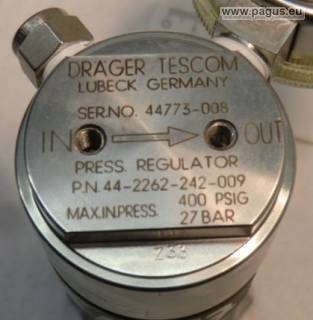 www.pagus.eu
DRÄGER TESCOM
LÜBECK GERMANY
SER.NO. 44773-008
IN OUT
PRESS. REGULATOR
P.N. 44-2262-242-009
400 PSIG
MAX.IN.PRESS. 27 BAR
Z33